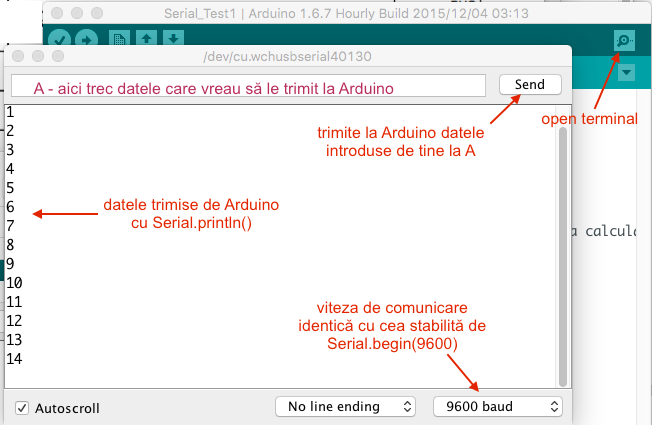 Serial_Test1 | Arduino 1.6.7 Hourly Build 2015/12/04 03:13
/dev/cu.wchusbserial40130
A - aici trec datele care vreau să le trimit la Arduino
Send
open terminal
trimite la Arduino datele
introduse de tine la A
1
2
3
4
5
6
7
8
9
10
11
12
13
14
datele trimise de Arduino
cu Serial.println()
a calcula
viteza de comunicare
identică cu cea stabilită de
Serial.begin(9600)
Autoscroll
No line ending
9600 baud